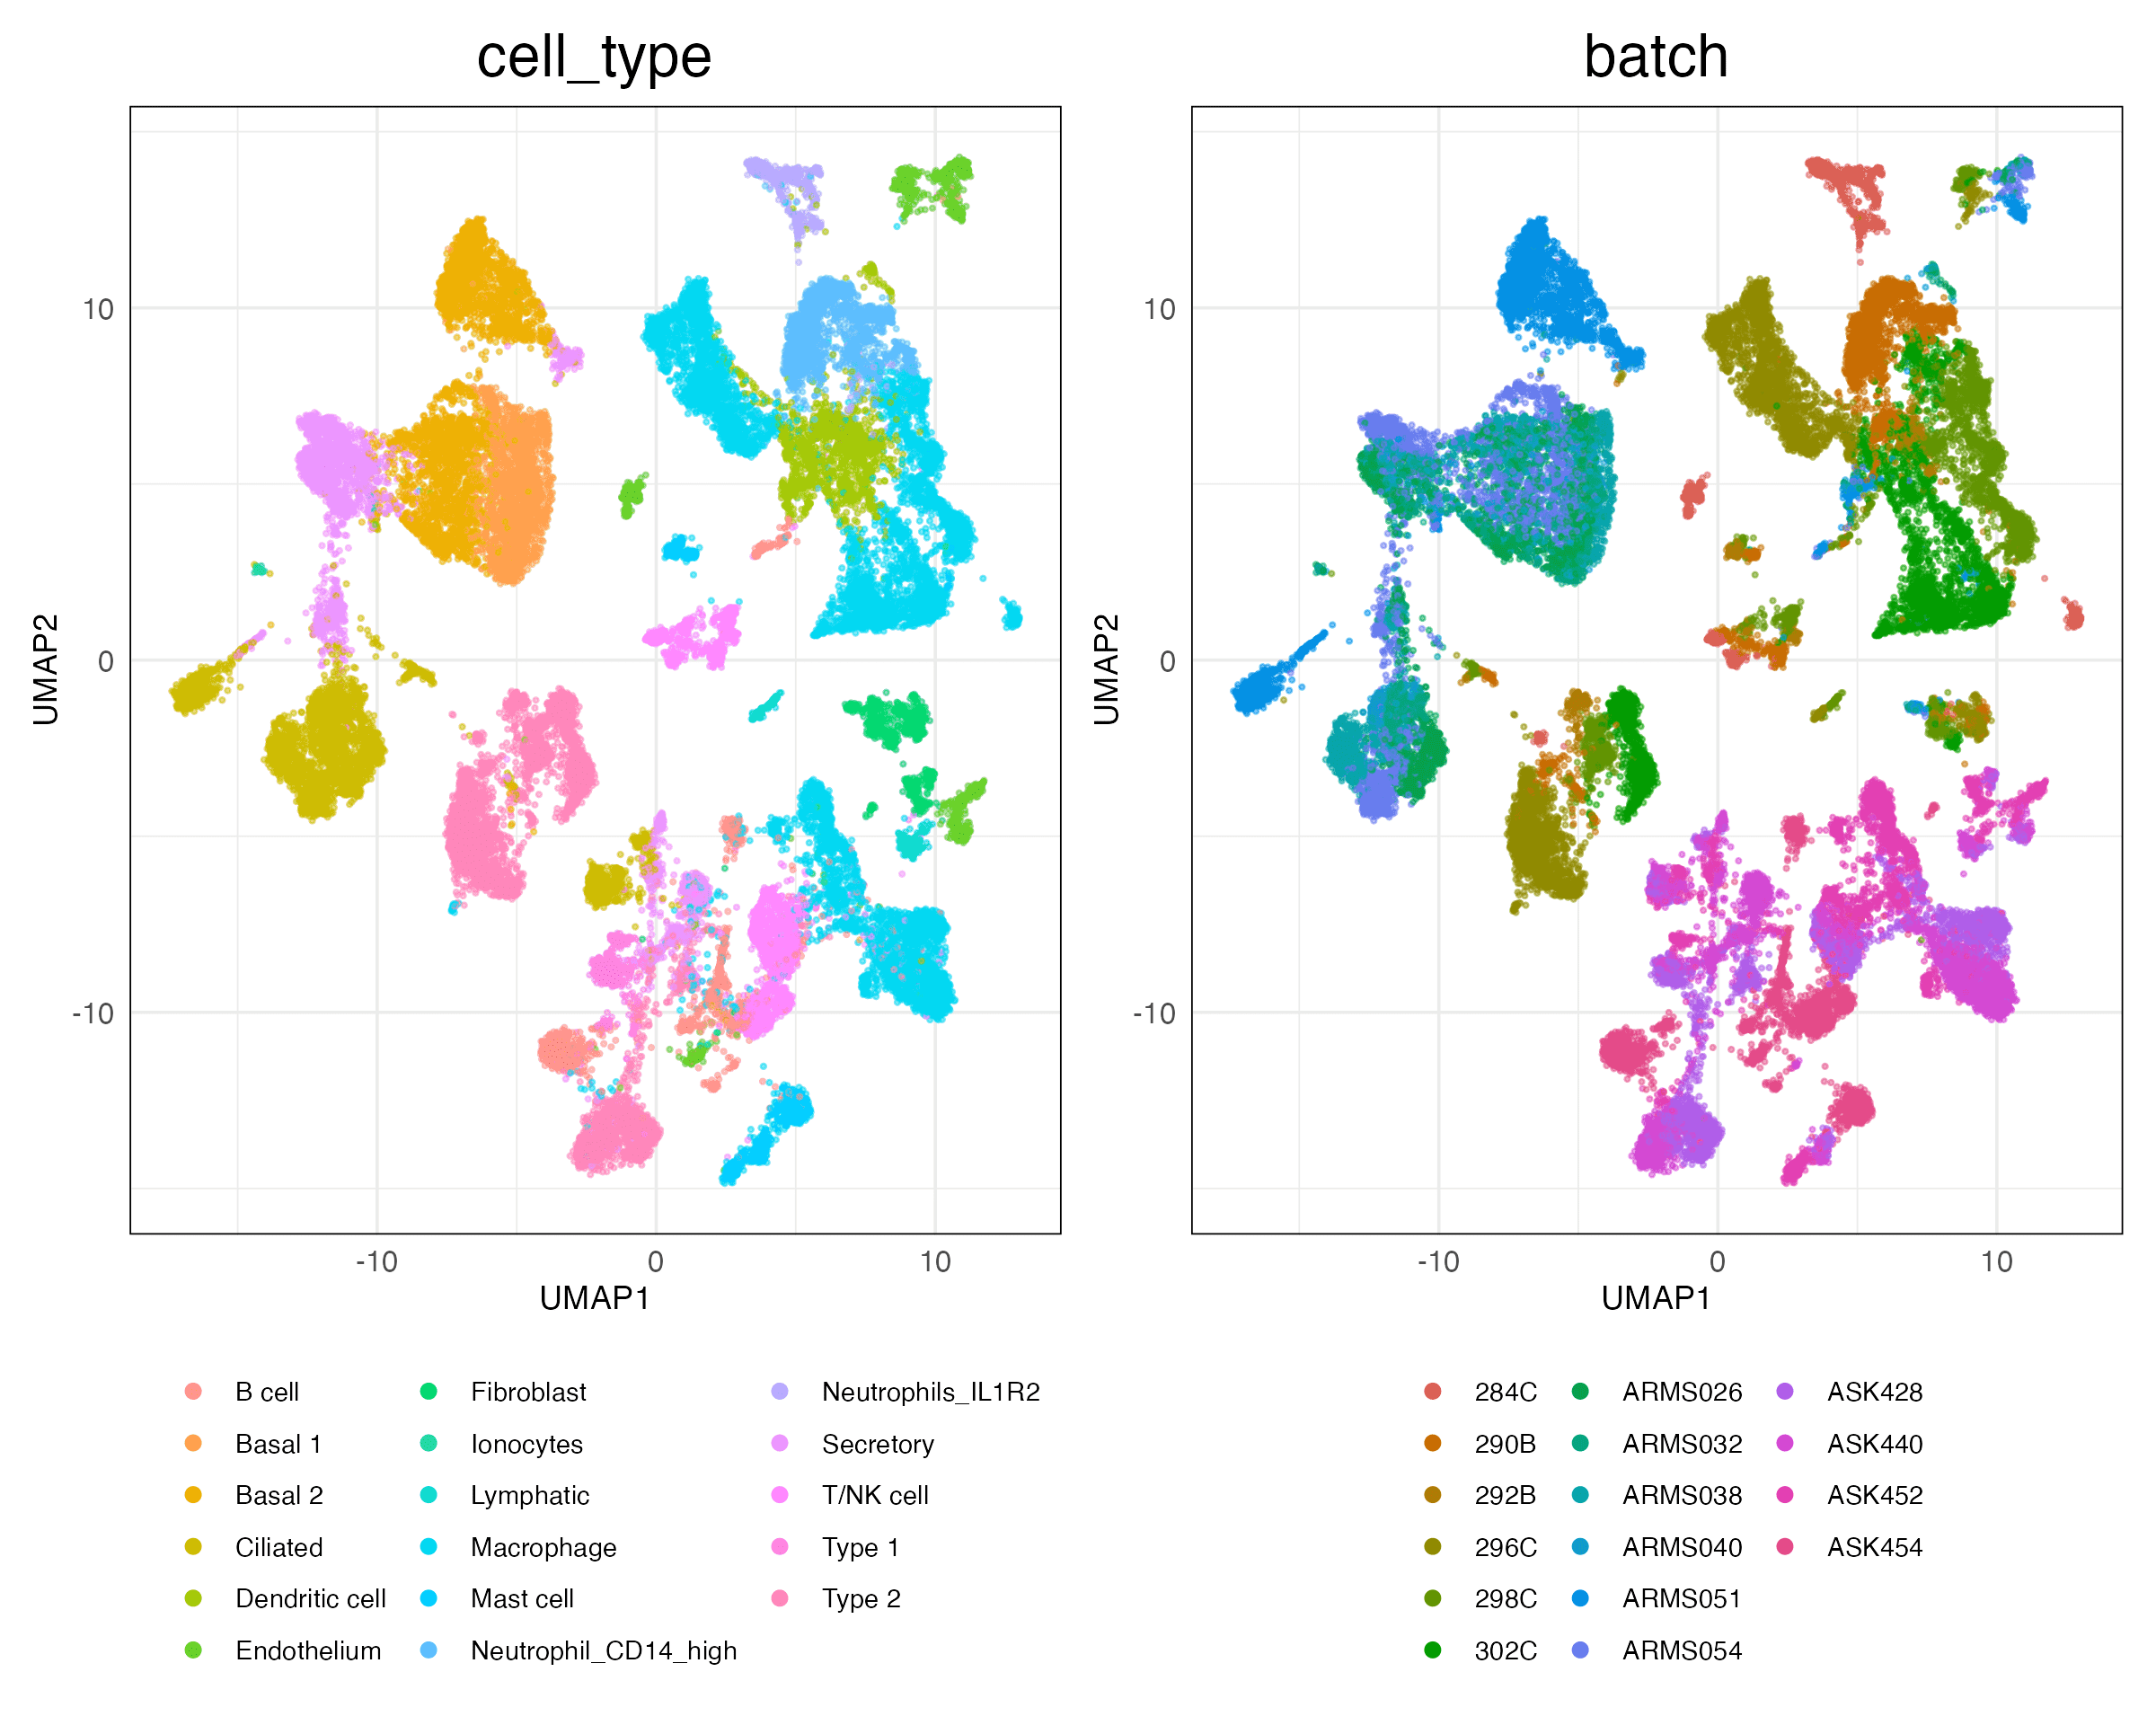 cell_type
batch
10
0
-10
UMAP2
-10
0
10
UMAP1
10
0
-10
UMAP2
-10
0
10
UMAP1
B cell
Basal 1
Basal 2
Ciliated
Dendritic cell
Endothelium
Fibroblast
Ionocytes
Lymphatic
Macrophage
Mast cell
Neutrophil_CD14_high
Neutrophils_IL1R2
Secretory
T/NK cell
Type 1
Type 2
284C
290B
292B
296C
298C
302C
ARMS026
ARMS032
ARMS038
ARMS040
ARMS051
ARMS054
ASK428
ASK440
ASK452
ASK454